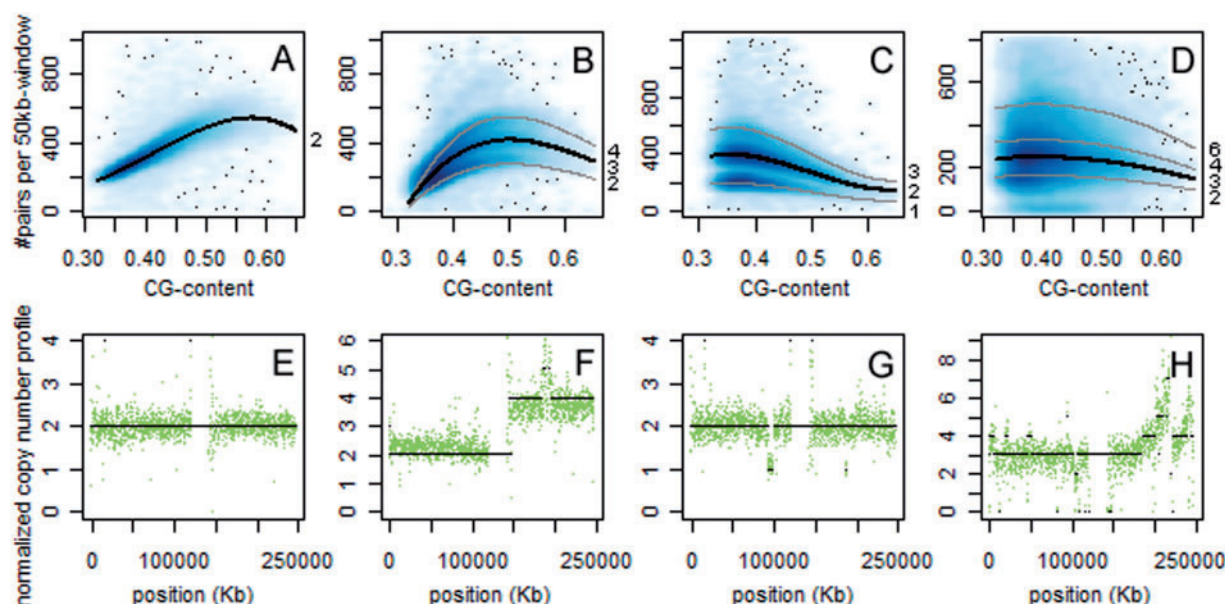 #pairs per 50kb-window
0 400 800
A
2
0.30 0.40 0.50 0.60
CG-content
0 400 800
B
4
3
2
0.3 0.4 0.5 0.6
CG-content
0 400 800
C
3
2
1
0.3 0.4 0.5 0.6
CG-content
0 200 400 600
D
6
4
3
2
0.30 0.40 0.50 0.60
CG-content
normalized copy number profile
0 1 2 3 4
E
0 100000 250000
position (Kb)
0 1 2 3 4 5 6
F
0 100000 250000
position (Kb)
0 1 2 3 4
G
0 100000 250000
position (Kb)
0 2 4 6 8
H
0 100000 250000
position (Kb)